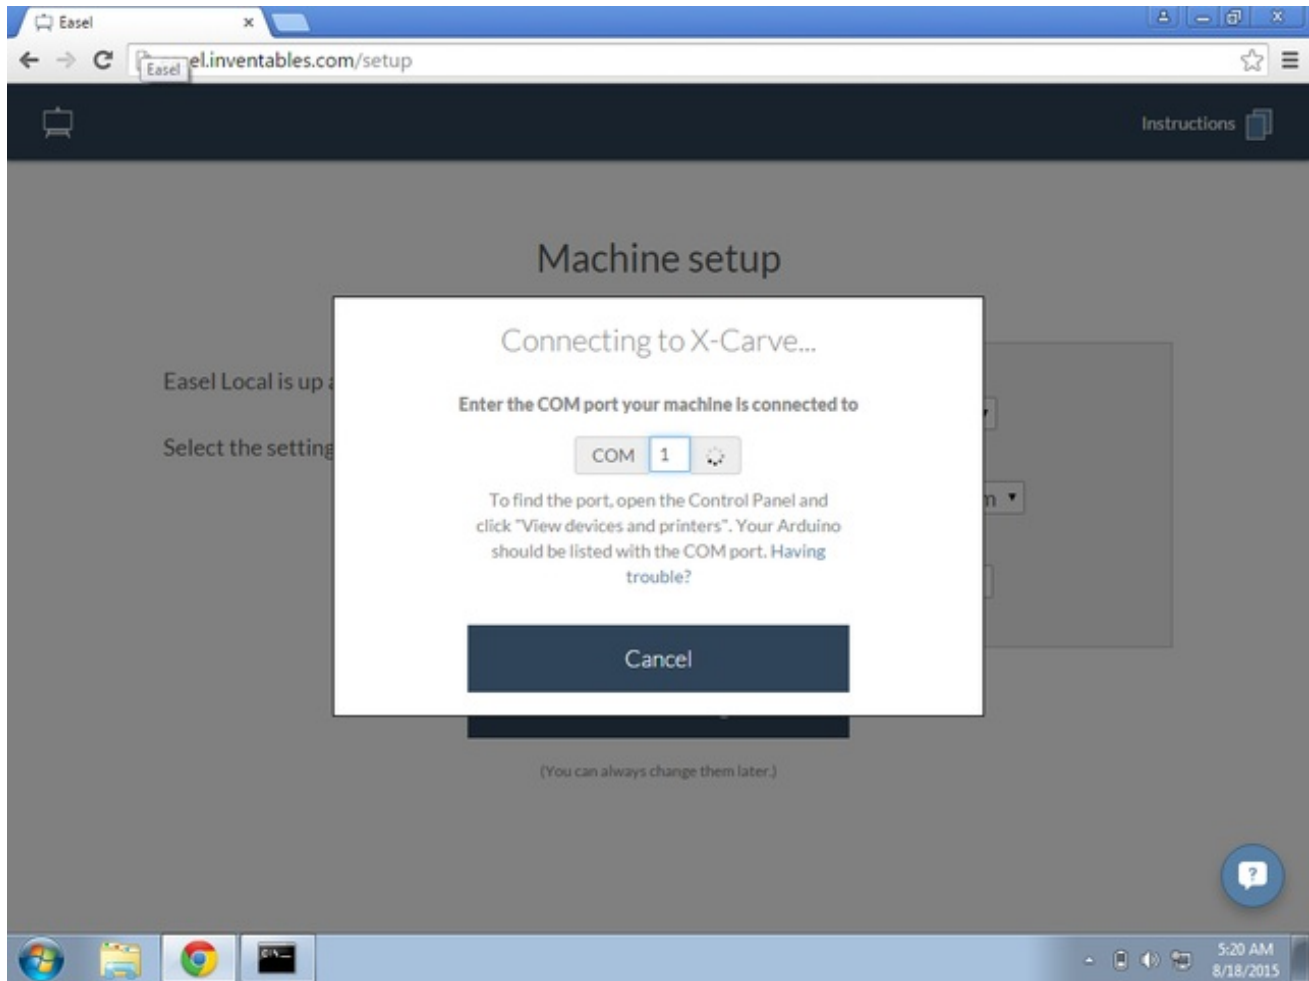 Easel
el.inventables.com/setup
Easel
Instructions
Machine setup
Connecting to X-Carve...
Easel Local is up
Enter the COM port your machine is connected to
Select the setting
COM 1
To find the port, open the Control Panel and
click "View devices and printers". Your Arduino
should be listed with the COM port. Having
trouble?
Cancel
(You can always change them later.)
?
C:\
5:20 AM
8/18/2015